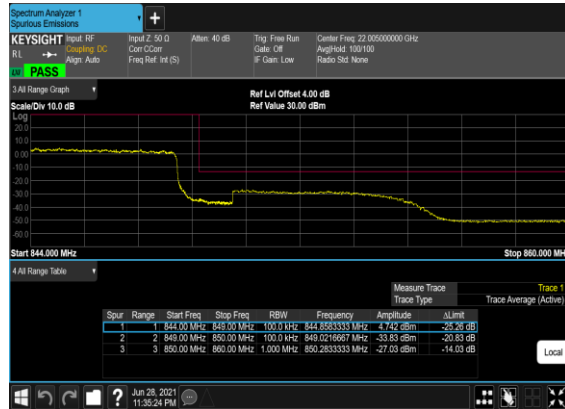 Spectrum Analyzer 1
Spurious Emissions
+
KEYSIGHT Input: RF Input Z: 50 Ω Atten: 40 dB Trig: Free Run Center Freq: 22.005000000 GHz
RL Coupling: DC Corr CCorr Gate: Off Avg|Hold: 100/100
Align: Auto Freq Ref: Int (S) IF Gain: Low Radio Std: None
PASS
3 All Range Graph
Ref Lvl Offset 4.00 dB
Scale/Div 10.0 dB Ref Value 30.00 dBm
Log
20.0
10.0
0.00
-10.0
-20.0
-30.0
-40.0
-50.0
-60.0
Start 844.000 MHz Stop 860.000 MHz
4 All Range Table
Measure Trace Trace 1
Trace Type Trace Average (Active)
Spur Range Start Freq Stop Freq RBW Frequency Amplitude ΔLimit
1 1 844.00 MHz 849.00 MHz 100.0 kHz 844.8583333 MHz 4.742 dBm -25.26 dB
2 2 849.00 MHz 850.00 MHz 100.0 kHz 849.0216667 MHz -33.83 dBm -20.83 dB
3 3 850.00 MHz 860.00 MHz 1.000 MHz 850.2833333 MHz -27.03 dBm -14.03 dB
Local
? Jun 28, 2021
11:35:24 PM